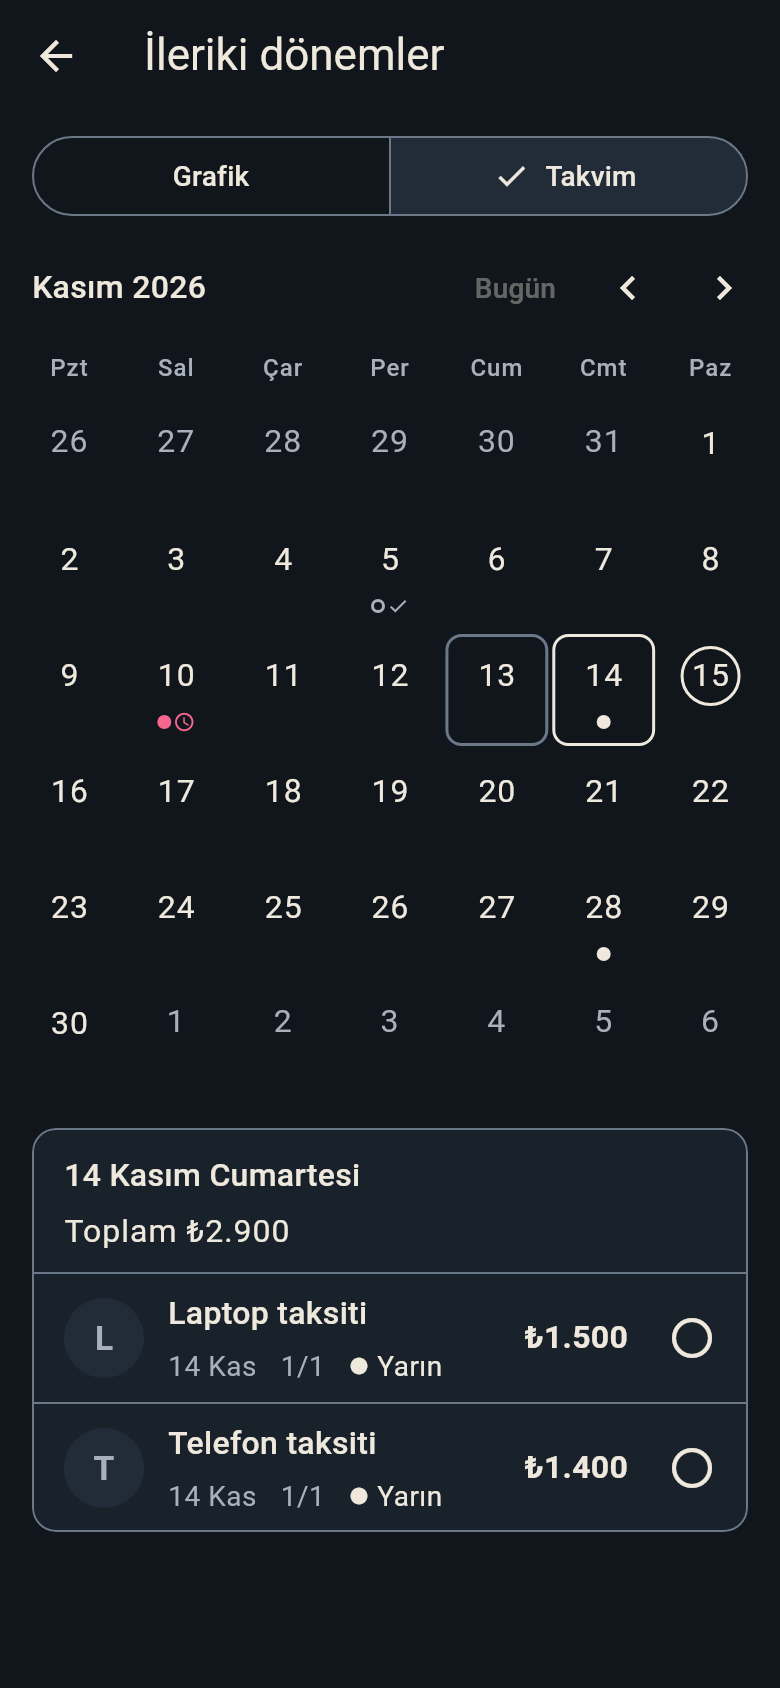 İleriki dönemler
Grafik Takvim
Kasım 2026 Bugün
Pzt Sal Çar Per Cum Cmt Paz
26 27 28 29 30 31 1
2 3 4 5 6 7 8
9 10 11 12 13 14 15
16 17 18 19 20 21 22
23 24 25 26 27 28 29
30 1 2 3 4 5 6
14 Kasım Cumartesi
Toplam ₺2.900
L Laptop taksiti ₺1.500
14 Kas 1/1 Yarın
T Telefon taksiti ₺1.400
14 Kas 1/1 Yarın